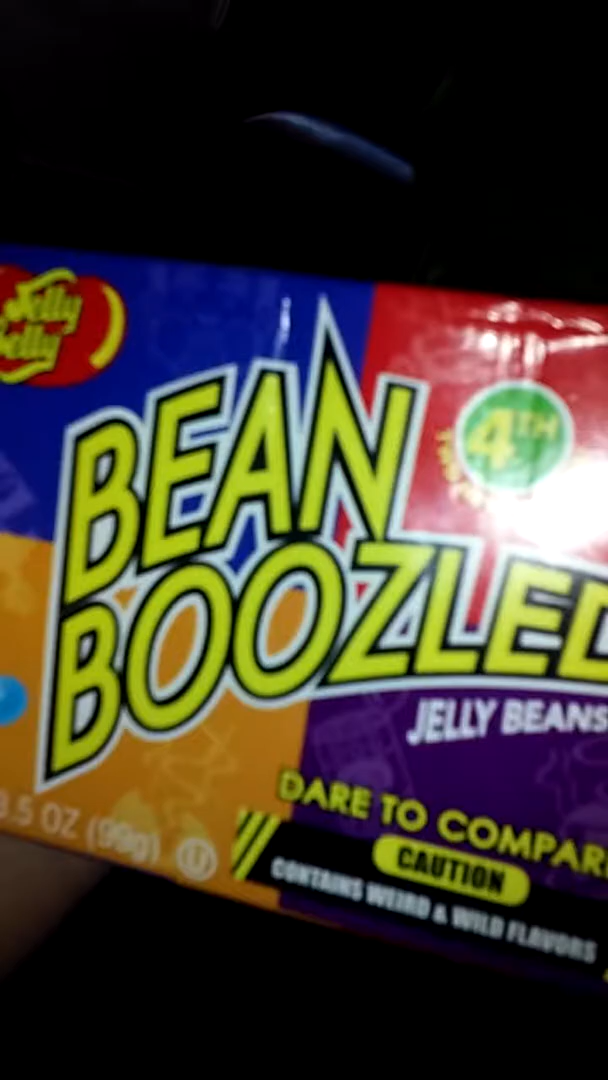 Jelly
Belly
BEAN
BOOZLED
4TH
JELLY BEANS
DARE TO COMPAR
CAUTION
CONTAINS WEIRD & WILD FLAVORS
3.5 OZ (99g) U